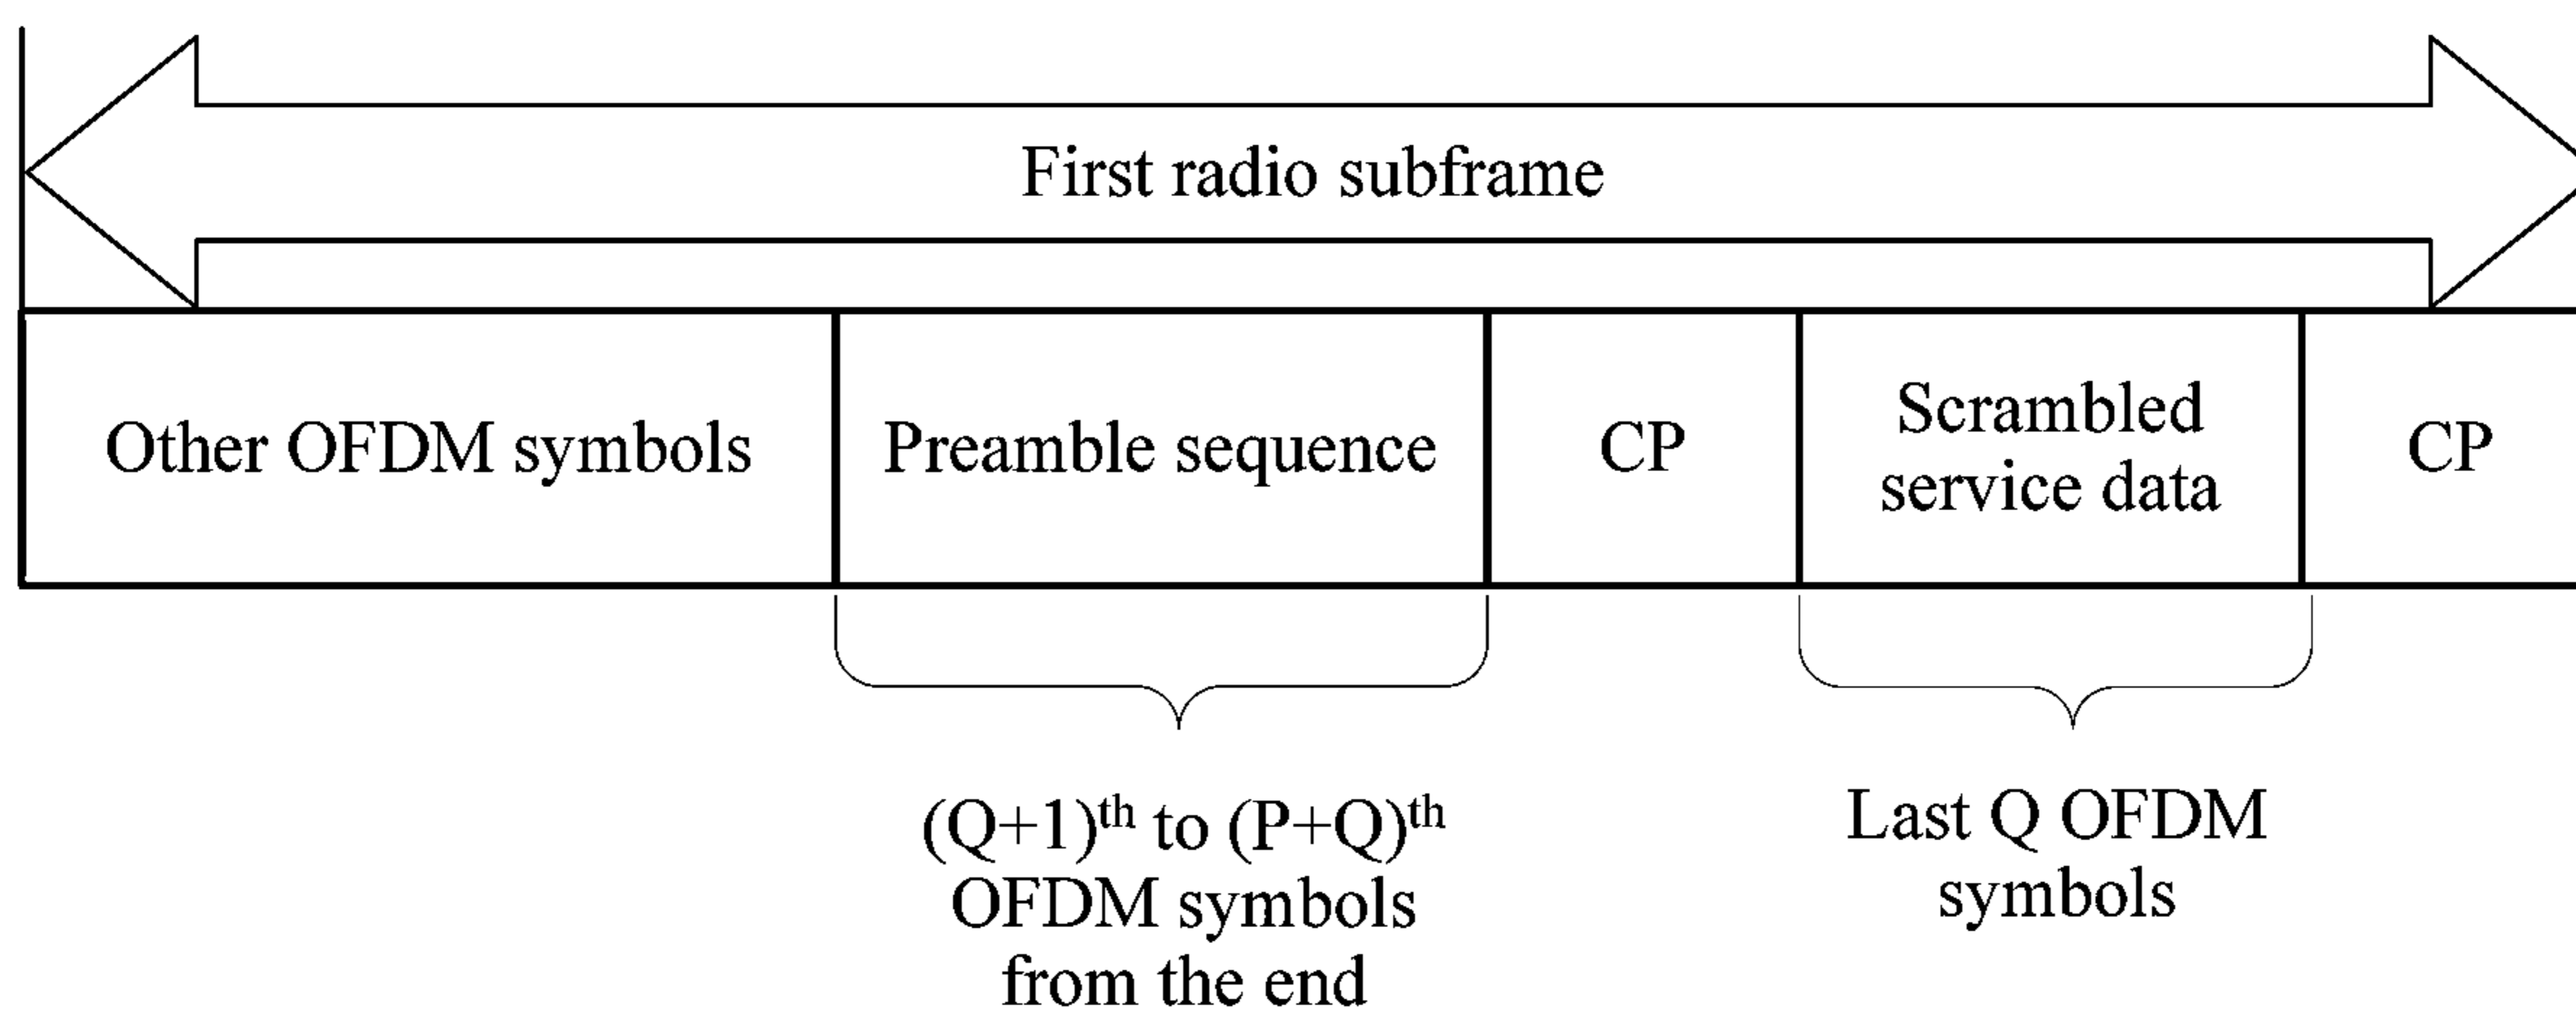 First radio subframe
Other OFDM symbols
Preamble sequence
CP
Scrambled
service data
CP
(Q+1)th to (P+Q)th
OFDM symbols
from the end
Last Q OFDM
symbols